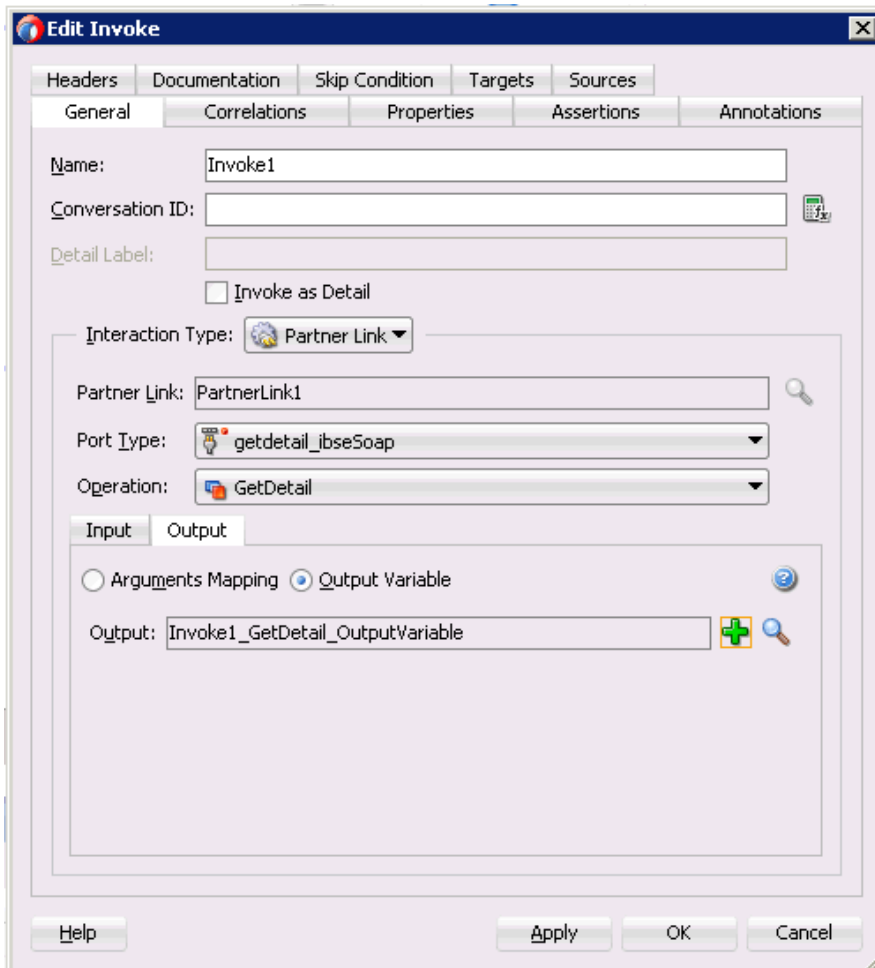 Edit Invoke
Headers Documentation Skip Condition Targets Sources
General Correlations Properties Assertions Annotations
Name: Invoke1
Conversation ID:
Detail Label:
Invoke as Detail
Interaction Type: Partner Link
Partner Link: PartnerLink1
Port Type: getdetail_ibseSoap
Operation: GetDetail
Input Output
Arguments Mapping Output Variable
Output: Invoke1_GetDetail_OutputVariable
Help Apply OK Cancel